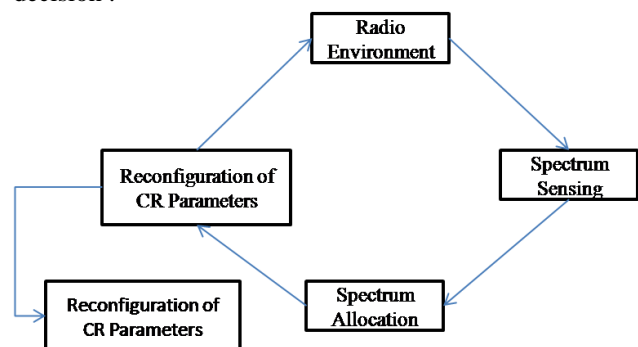 decision .
Radio
Environment
Reconfiguration of
CR Parameters
Spectrum
Sensing
Spectrum
Allocation
Reconfiguration of
CR Parameters